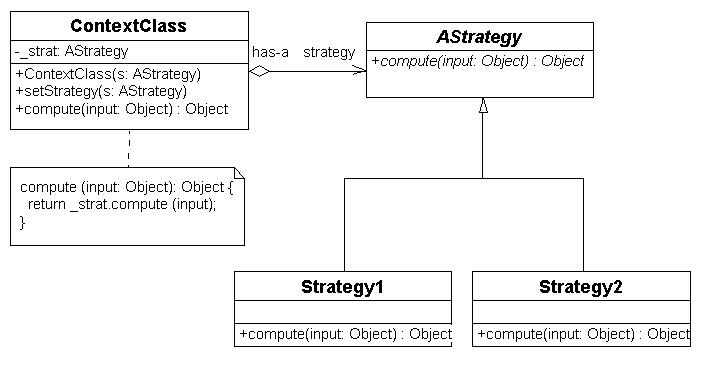 ContextClass
-_strat: AStrategy
+ContextClass(s: AStrategy)
+setStrategy(s: AStrategy)
+compute(input: Object) : Object
has-a strategy
AStrategy
+compute(input: Object) : Object
compute (input: Object): Object {
return _strat.compute (input);
}
Strategy1
+compute(input: Object) : Object
Strategy2
+compute(input: Object) : Object